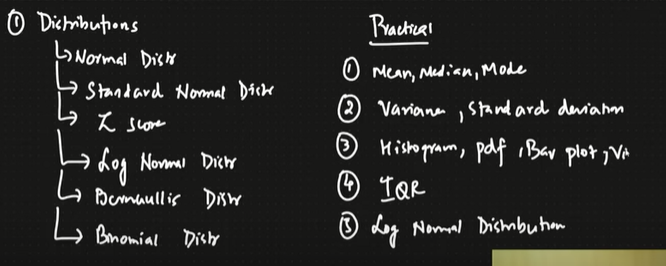 ① Distributions
↳ Normal Distr
↳ Standard Normal Distr
↳ Z score
↳ Log Normal Distr
↳ Bernaullis Distr
↳ Binomial Distr
Practical
① Mean, Median, Mode
② Variance, Standard deviation
③ Histogram, pdf, Bar plot, Vi
④ IQR
⑤ Log Normal Distribution